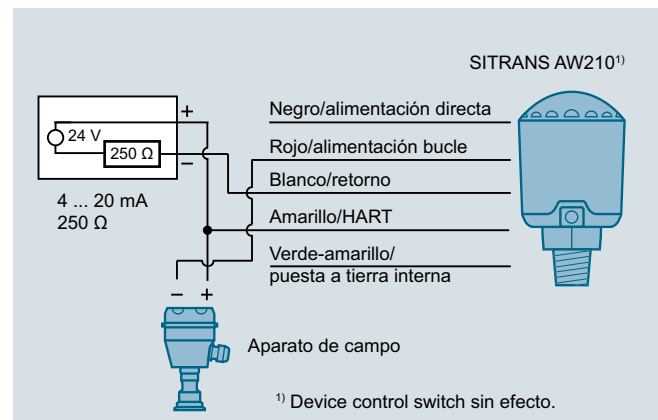 SITRANS AW210¹⁾
+
24 V
250 Ω
–
4 ... 20 mA
250 Ω
Negro/alimentación directa
Rojo/alimentación bucle
Blanco/retorno
Amarillo/HART
Verde-amarillo/
puesta a tierra interna
– +
Aparato de campo
¹⁾ Device control switch sin efecto.